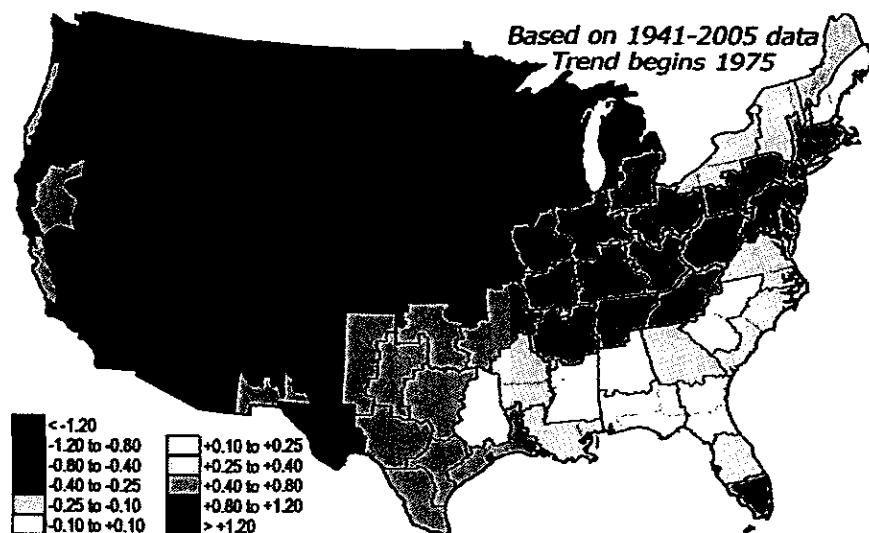 Based on 1941-2005 data
Trend begins 1975
< -1.20
-1.20 to -0.80
-0.80 to -0.40
-0.40 to -0.25
-0.25 to -0.10
-0.10 to +0.10
+0.10 to +0.25
+0.25 to +0.40
+0.40 to +0.80
+0.80 to +1.20
> +1.20